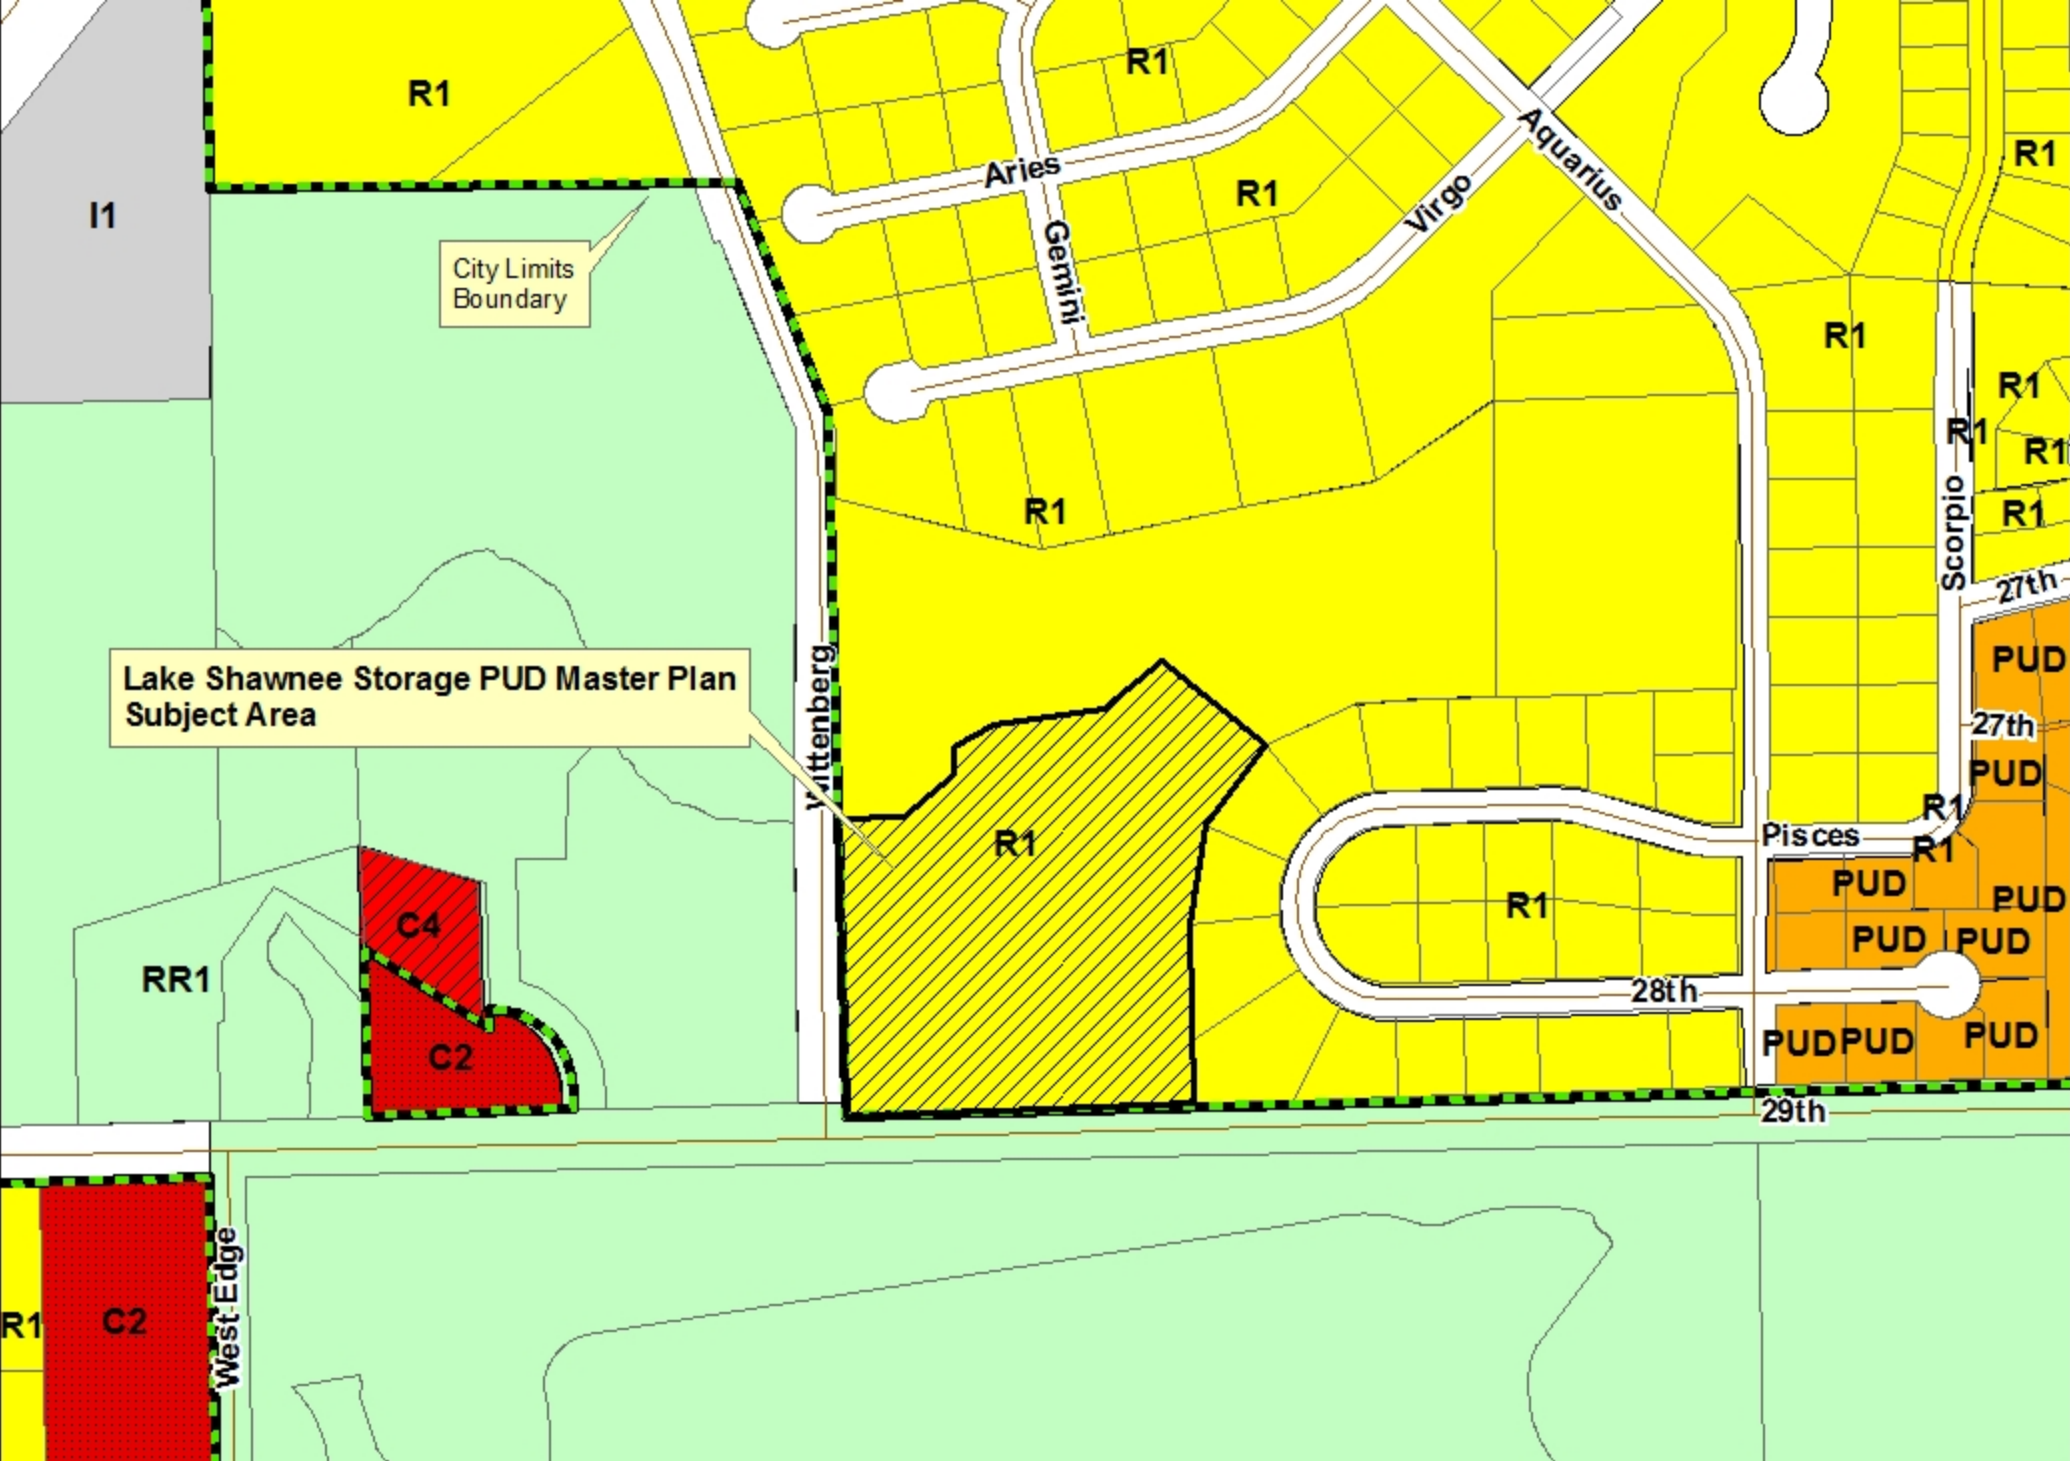 R1
R1
Aries
Aquarius
R1
I1
R1
Virgo
Gemini
City Limits
Boundary
R1
R1
R1
R1
R1
R1
Scorpio
27th
PUD
Lake Shawnee Storage PUD Master Plan
Subject Area
Wittenberg
27th
PUD
R1
Pisces
R1
R1
PUD
PUD
R1
C4
PUD
PUD
RR1
28th
C2
PUD
PUD
PUD
29th
West Edge
R1
C2